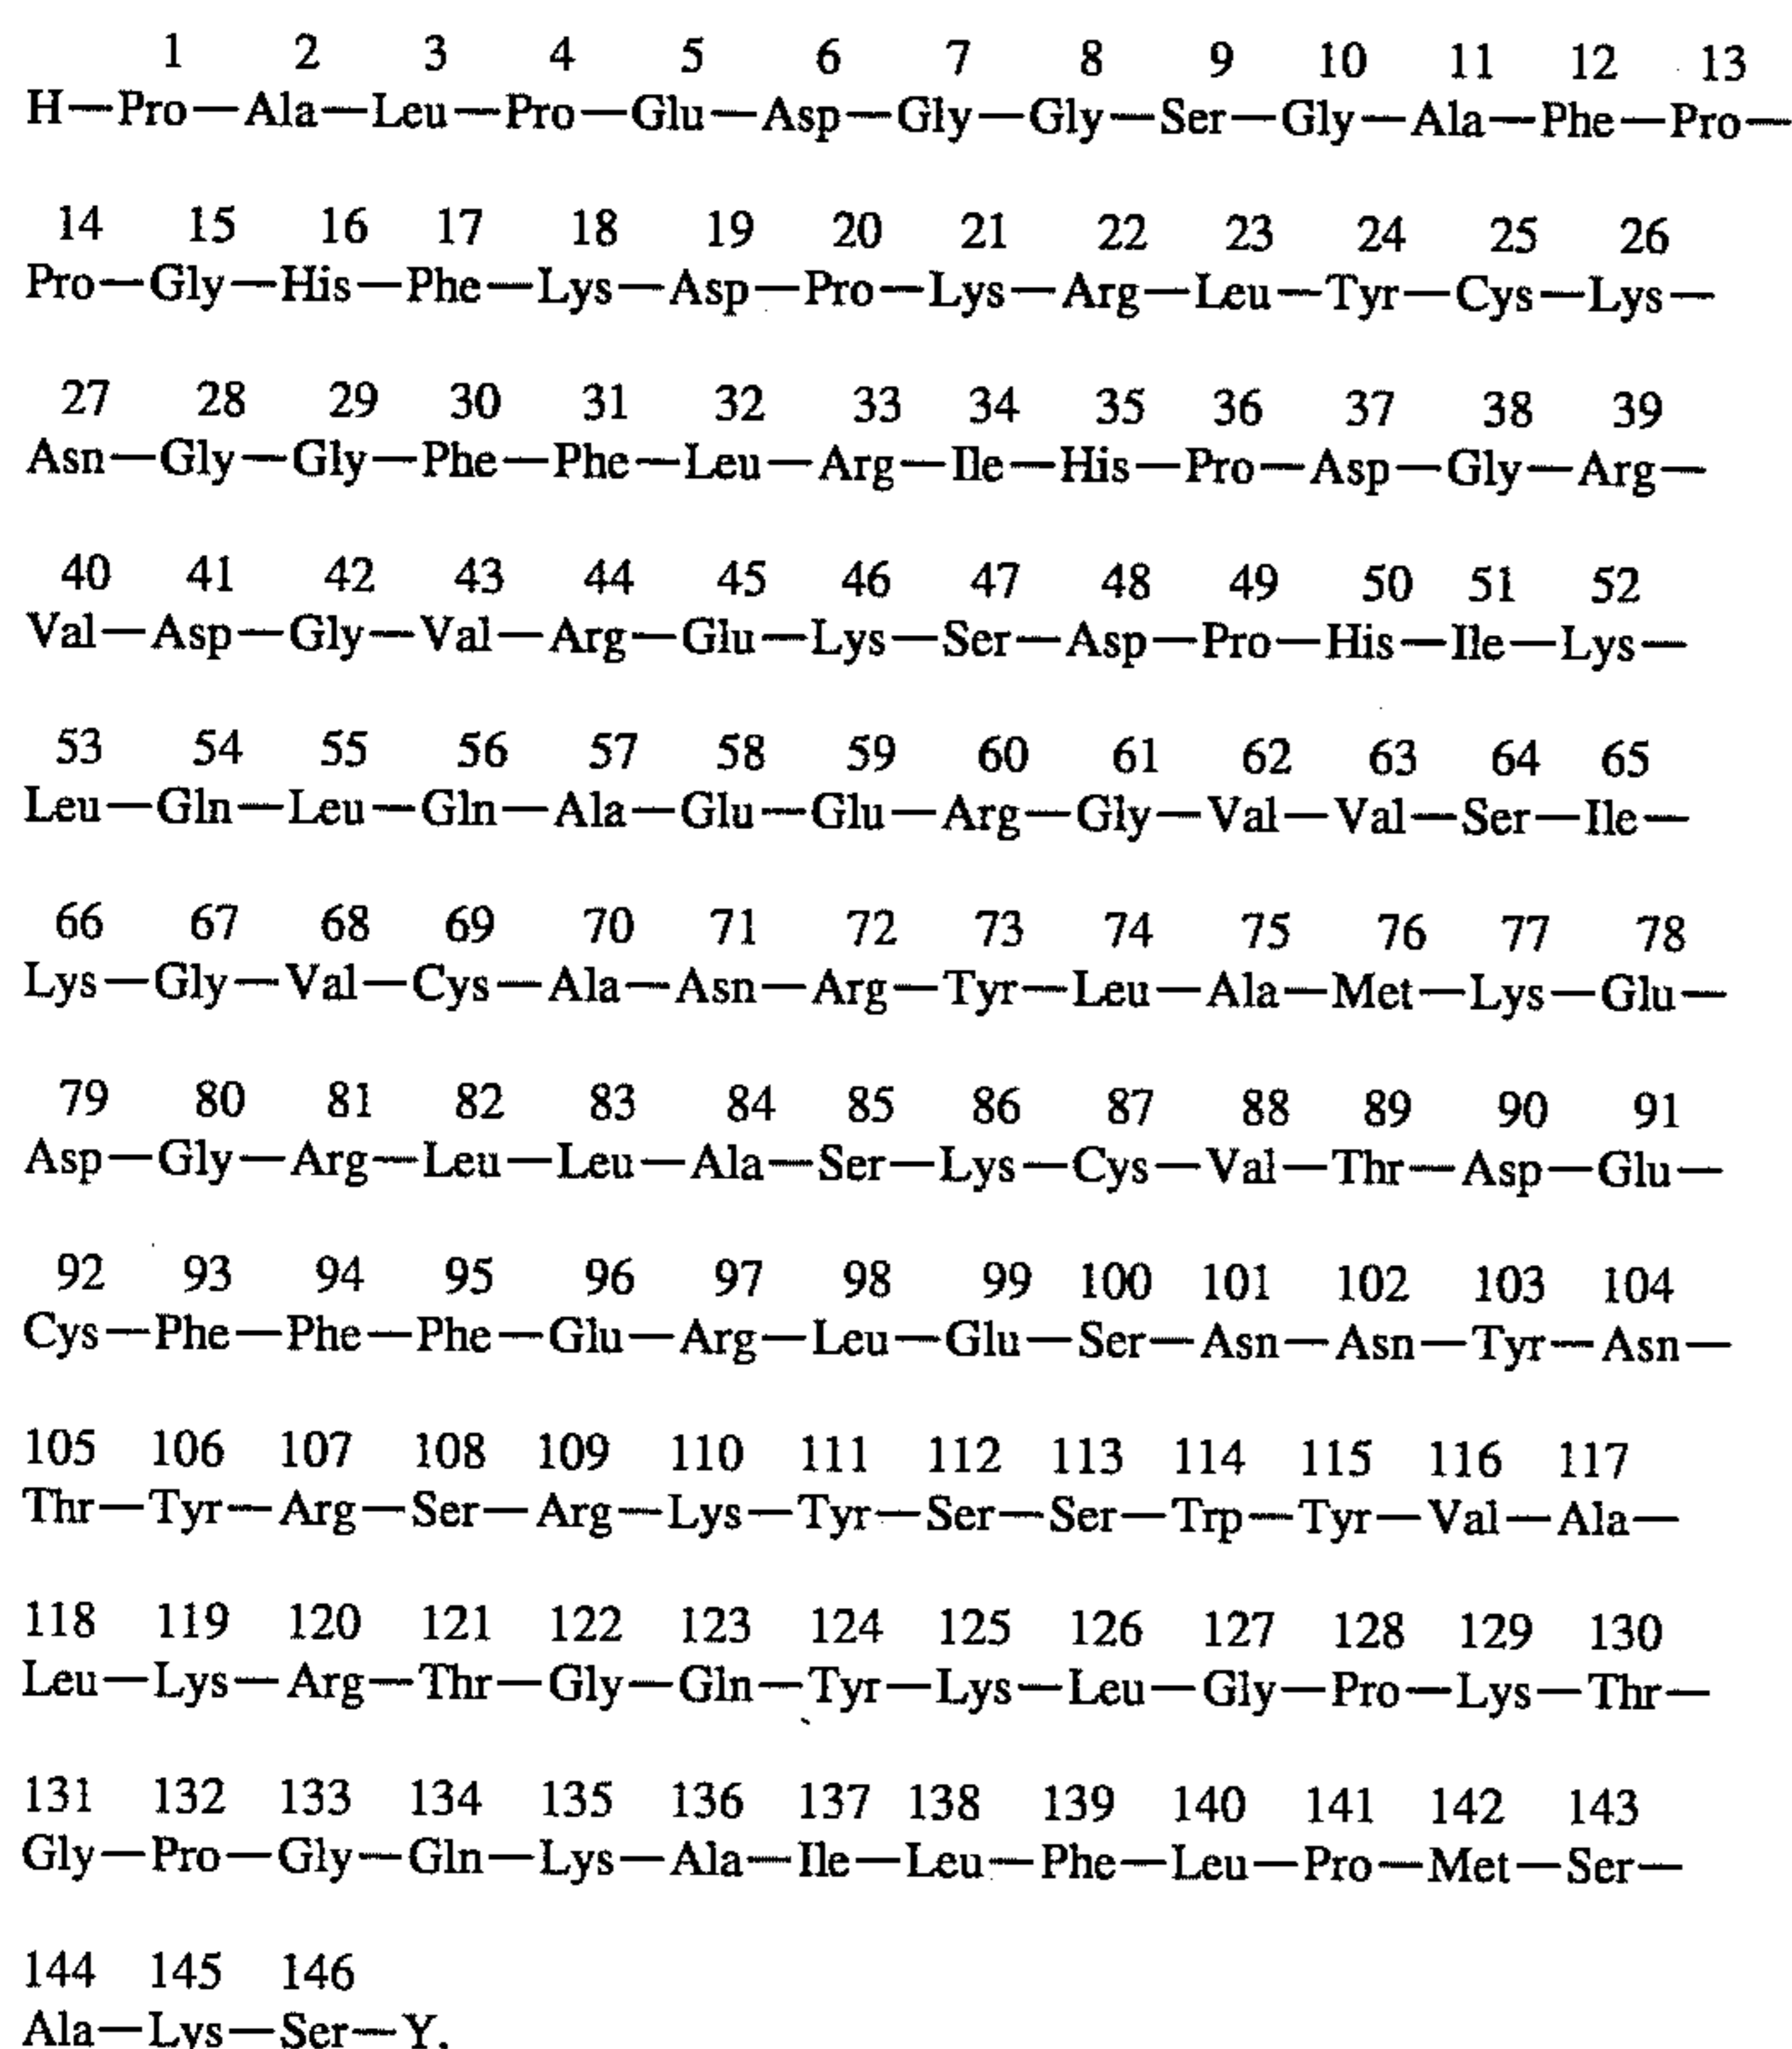 1 2 3 4 5 6 7 8 9 10 11 12 13
H—Pro—Ala—Leu—Pro—Glu—Asp—Gly—Gly—Ser—Gly—Ala—Phe—Pro—
14 15 16 17 18 19 20 21 22 23 24 25 26
Pro—Gly—His—Phe—Lys—Asp—Pro—Lys—Arg—Leu—Tyr—Cys—Lys—
27 28 29 30 31 32 33 34 35 36 37 38 39
Asn—Gly—Gly—Phe—Phe—Leu—Arg—Ile—His—Pro—Asp—Gly—Arg—
40 41 42 43 44 45 46 47 48 49 50 51 52
Val—Asp—Gly—Val—Arg—Glu—Lys—Ser—Asp—Pro—His—Ile—Lys—
53 54 55 56 57 58 59 60 61 62 63 64 65
Leu—Gln—Leu—Gln—Ala—Glu—Glu—Arg—Gly—Val—Val—Ser—Ile—
66 67 68 69 70 71 72 73 74 75 76 77 78
Lys—Gly—Val—Cys—Ala—Asn—Arg—Tyr—Leu—Ala—Met—Lys—Glu—
79 80 81 82 83 84 85 86 87 88 89 90 91
Asp—Gly—Arg—Leu—Leu—Ala—Ser—Lys—Cys—Val—Thr—Asp—Glu—
92 93 94 95 96 97 98 99 100 101 102 103 104
Cys—Phe—Phe—Phe—Glu—Arg—Leu—Glu—Ser—Asn—Asn—Tyr—Asn—
105 106 107 108 109 110 111 112 113 114 115 116 117
Thr—Tyr—Arg—Ser—Arg—Lys—Tyr—Ser—Ser—Trp—Tyr—Val—Ala—
118 119 120 121 122 123 124 125 126 127 128 129 130
Leu—Lys—Arg—Thr—Gly—Gln—Tyr—Lys—Leu—Gly—Pro—Lys—Thr—
131 132 133 134 135 136 137 138 139 140 141 142 143
Gly—Pro—Gly—Gln—Lys—Ala—Ile—Leu—Phe—Leu—Pro—Met—Ser—
144 145 146
Ala—Lys—Ser—Y,